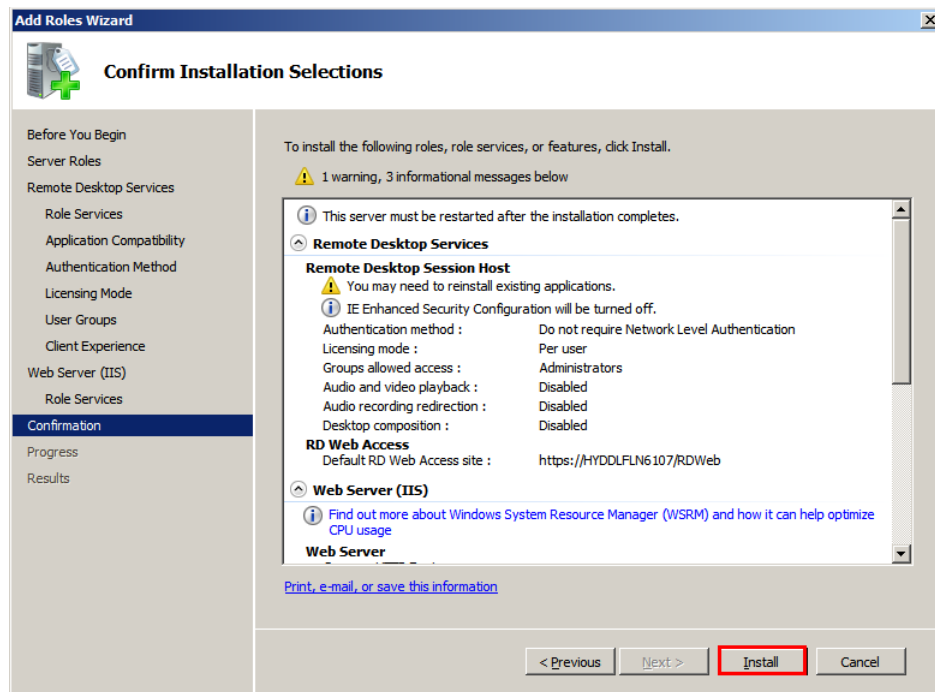 Add Roles Wizard
Confirm Installation Selections
Before You Begin
Server Roles
Remote Desktop Services
Role Services
Application Compatibility
Authentication Method
Licensing Mode
User Groups
Client Experience
Web Server (IIS)
Role Services
Confirmation
Progress
Results
To install the following roles, role services, or features, click Install.
1 warning, 3 informational messages below
This server must be restarted after the installation completes.
Remote Desktop Services
Remote Desktop Session Host
You may need to reinstall existing applications.
IE Enhanced Security Configuration will be turned off.
Authentication method : Do not require Network Level Authentication
Licensing mode : Per user
Groups allowed access : Administrators
Audio and video playback : Disabled
Audio recording redirection : Disabled
Desktop composition : Disabled
RD Web Access
Default RD Web Access site : https://HYDDLFLN6107/RDWeb
Web Server (IIS)
Find out more about Windows System Resource Manager (WSRM) and how it can help optimize
CPU usage
Web Server
Print, e-mail, or save this information
< Previous Next > Install Cancel